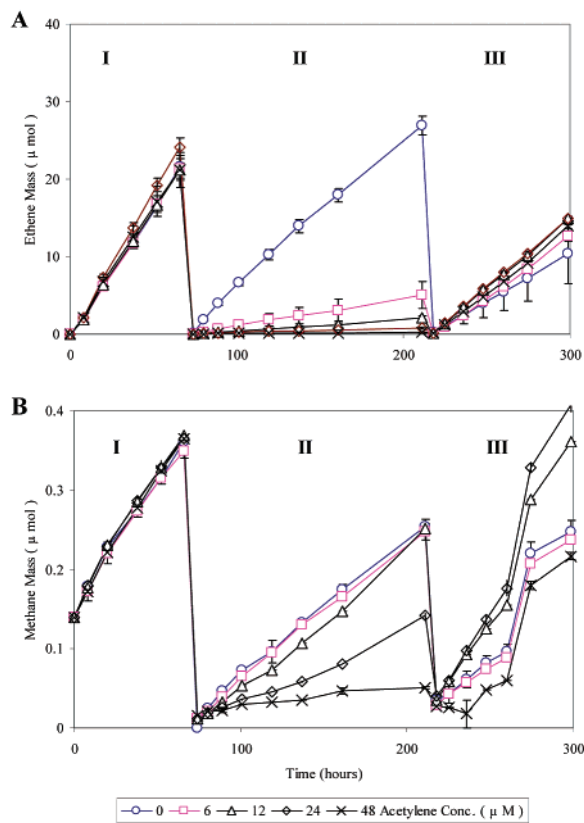 A
I II III
40
30
20
10
0
Ethene Mass ( μ mol )
0 100 200 300
B
I II III
0.4
0.3
0.2
0.1
0
Methane Mass ( μ mol )
0 100 200 300
Time (hours)
0 6 12 24 48 Acetylene Conc. ( μ M )